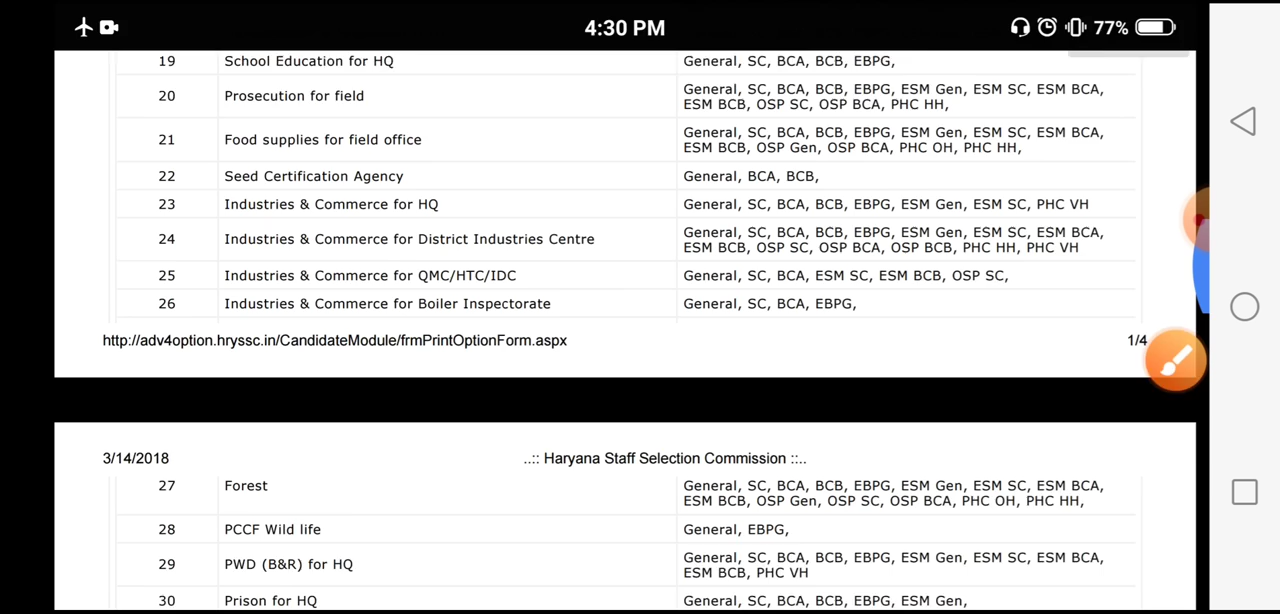 4:30 PM
77%
19 School Education for HQ General, SC, BCA, BCB, EBPG,
20 Prosecution for field General, SC, BCA, BCB, EBPG, ESM Gen, ESM SC, ESM BCA,
ESM BCB, OSP SC, OSP BCA, PHC HH,
21 Food supplies for field office General, SC, BCA, BCB, EBPG, ESM Gen, ESM SC, ESM BCA,
ESM BCB, OSP Gen, OSP BCA, PHC OH, PHC HH,
22 Seed Certification Agency General, BCA, BCB,
23 Industries & Commerce for HQ General, SC, BCA, BCB, EBPG, ESM Gen, ESM SC, PHC VH
24 Industries & Commerce for District Industries Centre General, SC, BCA, BCB, EBPG, ESM Gen, ESM SC, ESM BCA,
ESM BCB, OSP SC, OSP BCA, OSP BCB, PHC HH, PHC VH
25 Industries & Commerce for QMC/HTC/IDC General, SC, BCA, ESM SC, ESM BCB, OSP SC,
26 Industries & Commerce for Boiler Inspectorate General, SC, BCA, EBPG,
http://adv4option.hryssc.in/CandidateModule/frmPrintOptionForm.aspx 1/4
3/14/2018 ..:: Haryana Staff Selection Commission ::..
27 Forest General, SC, BCA, BCB, EBPG, ESM Gen, ESM SC, ESM BCA,
ESM BCB, OSP Gen, OSP SC, OSP BCA, PHC OH, PHC HH,
28 PCCF Wild life General, EBPG,
29 PWD (B&R) for HQ General, SC, BCA, BCB, EBPG, ESM Gen, ESM SC, ESM BCA,
ESM BCB, PHC VH
30 Prison for HQ General, SC, BCA, BCB, EBPG, ESM Gen,